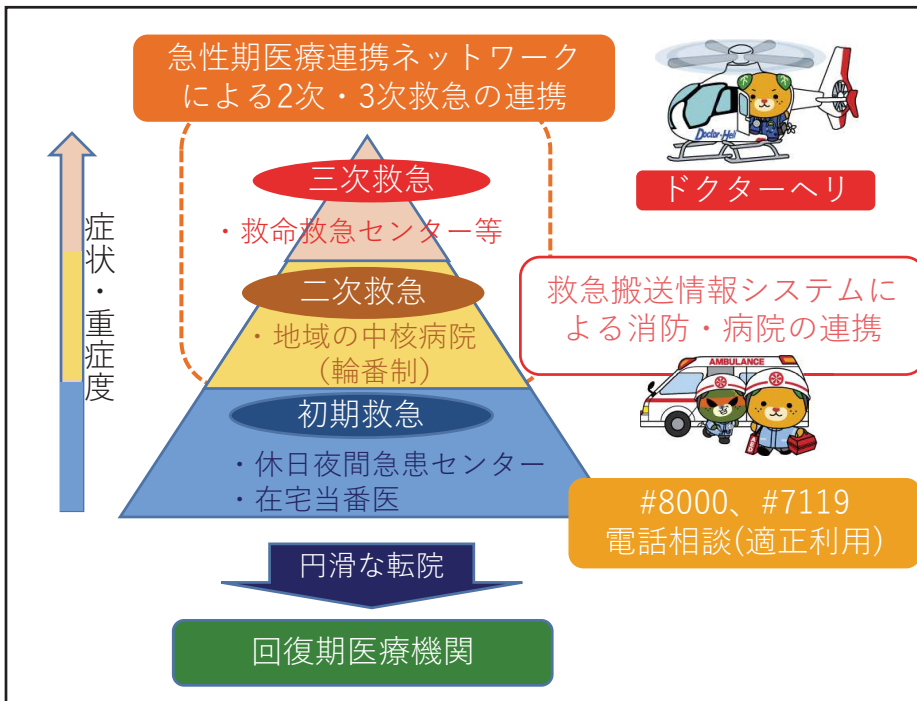 急性期医療連携ネットワーク
による2次・3次救急の連携
Doctor-Heli
ドクターヘリ
症状・重症度
三次救急
・救命救急センター等
二次救急
・地域の中核病院
(輪番制)
救急搬送情報システムに
よる消防・病院の連携
AMBULANCE
初期救急
・休日夜間急患センター
・在宅当番医
#8000、#7119
電話相談(適正利用)
円滑な転院
回復期医療機関